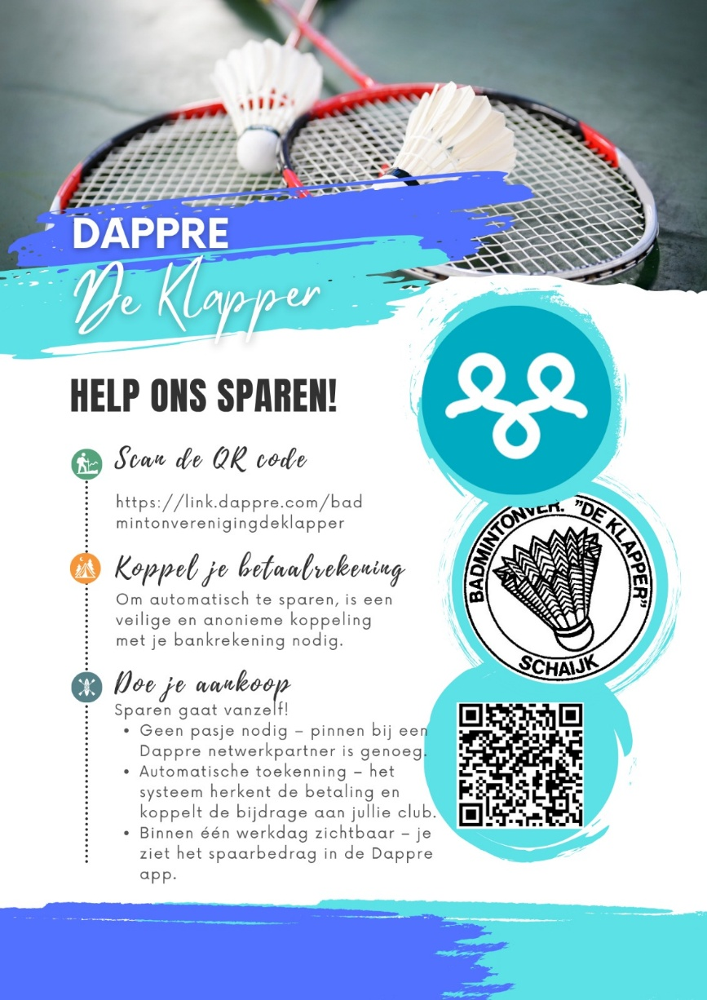 DAPPRE
De Klapper
HELP ONS SPAREN!
Scan de QR code
https://link.dappre.com/bad
mintonverenigingdeklapper
Koppel je betaalrekening
Om automatisch te sparen, is een
veilige en anonieme koppeling
met je bankrekening nodig.
Doe je aankoop
Sparen gaat vanzelf!
• Geen pasje nodig – pinnen bij een
Dappre netwerkpartner is genoeg.
• Automatische toekenning – het
systeem herkent de betaling en
koppelt de bijdrage aan jullie club.
• Binnen één werkdag zichtbaar – je
ziet het spaarbedrag in de Dappre
app.
BADMINTONVER. "DE KLAPPER"
SCHAIJK